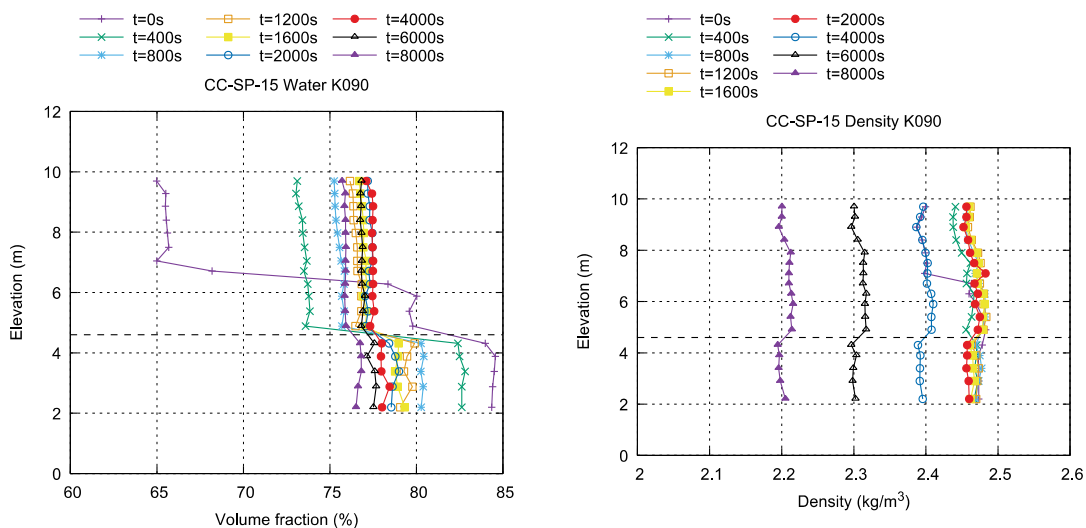 t=0s t=1200s t=4000s
t=400s t=1600s t=6000s
t=800s t=2000s t=8000s
CC-SP-15 Water K090
12
10
8
6
4
2
0
Elevation (m)
60 65 70 75 80 85
Volume fraction (%)
t=0s t=2000s
t=400s t=4000s
t=800s t=6000s
t=1200s t=8000s
t=1600s
CC-SP-15 Density K090
12
10
8
6
4
2
0
Elevation (m)
2 2.1 2.2 2.3 2.4 2.5 2.6
Density (kg/m³)